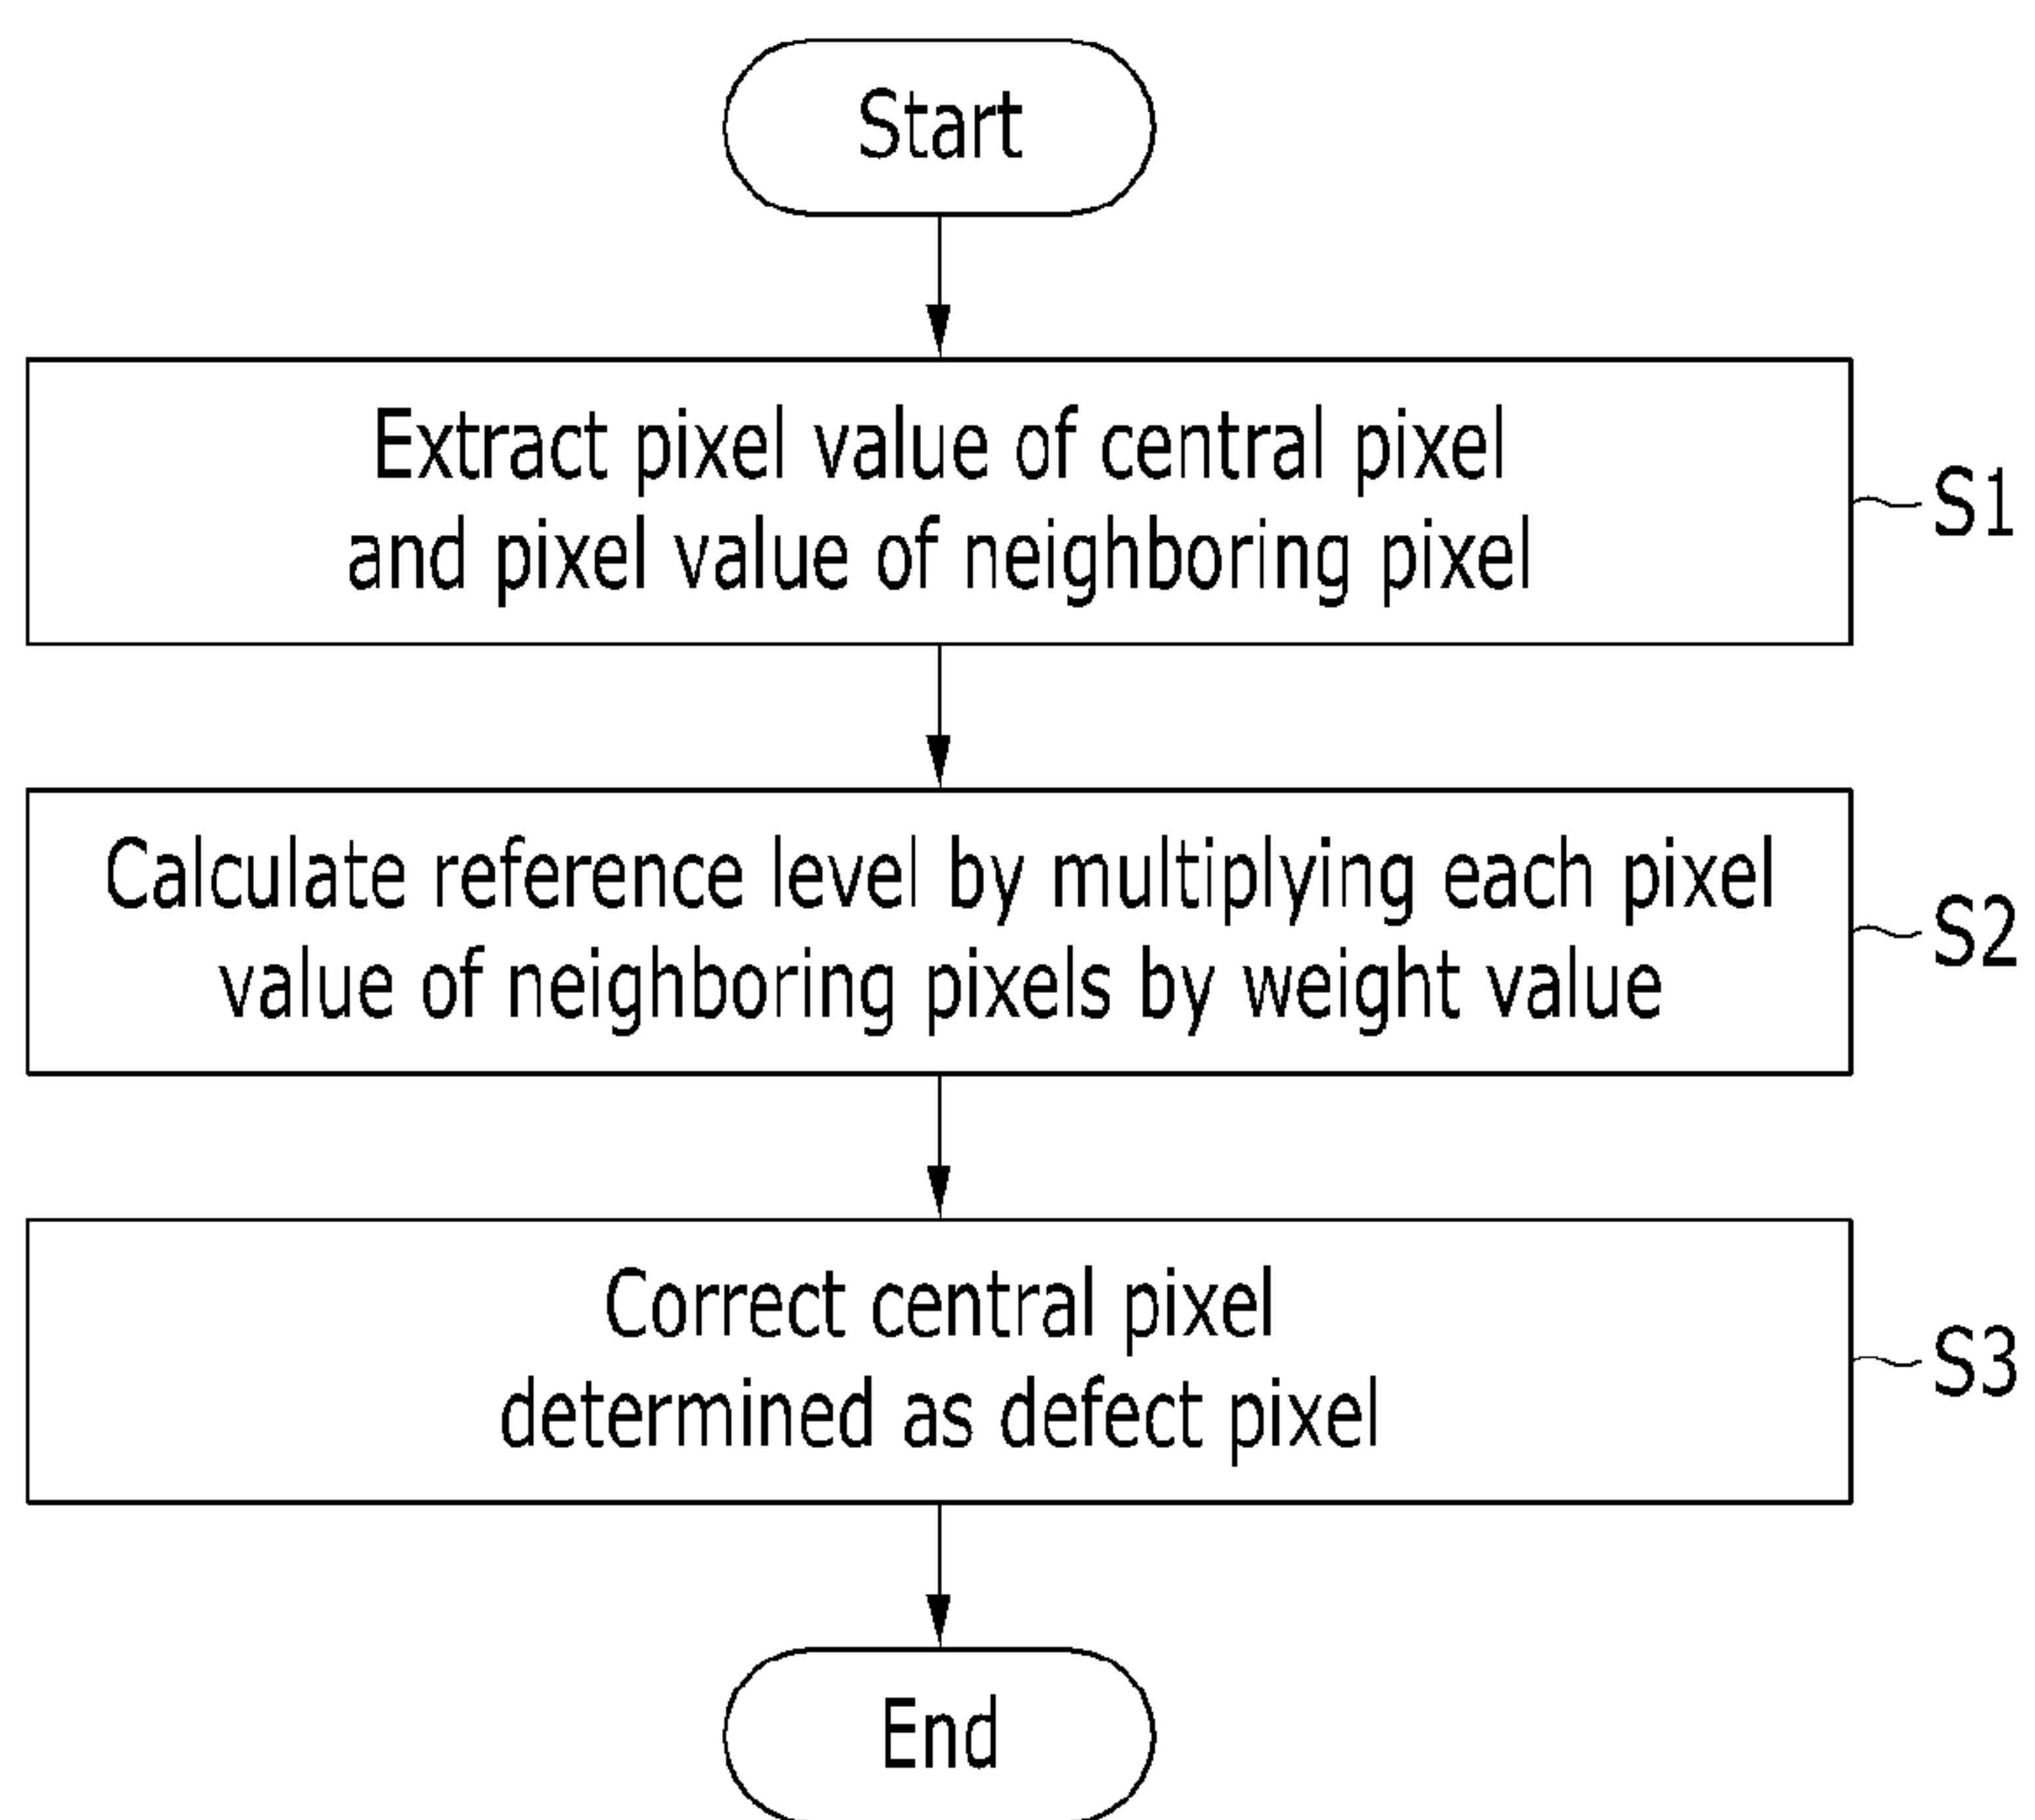 Start
Extract pixel value of central pixel
and pixel value of neighboring pixel
S1
Calculate reference level by multiplying each pixel
value of neighboring pixels by weight value
S2
Correct central pixel
determined as defect pixel
S3
End